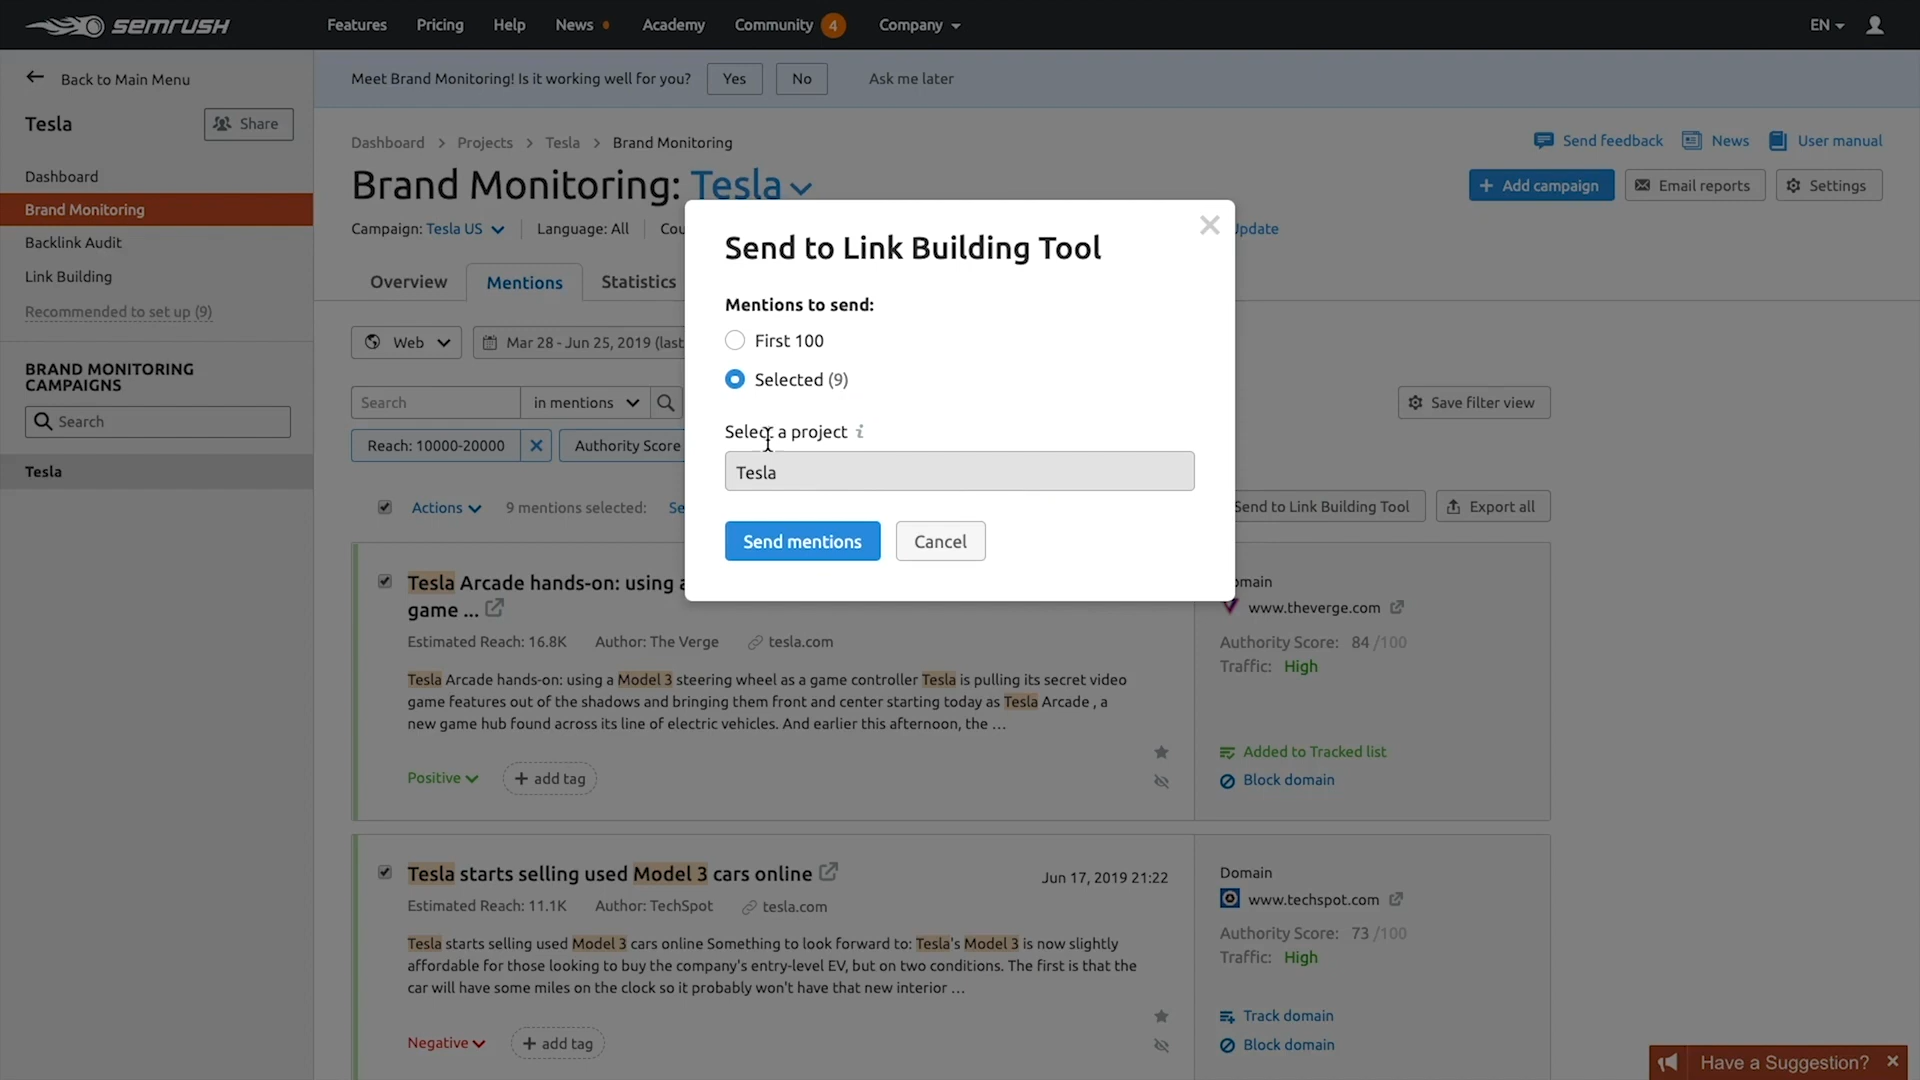 SEMRUSH
Features Pricing Help News Academy Community 4 Company EN
Back to Main Menu
Meet Brand Monitoring! Is it working well for you? Yes No Ask me later
Tesla Share
Dashboard
Brand Monitoring
Backlink Audit
Link Building
Recommended to set up (9)
BRAND MONITORING
CAMPAIGNS
Search
Tesla
Dashboard > Projects > Tesla > Brand Monitoring
Send feedback News User manual
Brand Monitoring: Tesla
+ Add campaign Email reports Settings
Campaign: Tesla US Language: All
Overview Mentions Statistics
Web Mar 28 - Jun 25, 2019 (last
Search in mentions
Save filter view
Reach: 10000-20000 Authority Score
Actions 9 mentions selected:
Send to Link Building Tool Export all
Send to Link Building Tool
Mentions to send:
First 100
Selected (9)
Select a project i
Tesla
Send mentions Cancel
Tesla Arcade hands-on: using a
game ...
Estimated Reach: 16.8K Author: The Verge tesla.com
Tesla Arcade hands-on: using a Model 3 steering wheel as a game controller Tesla is pulling its secret video
game features out of the shadows and bringing them front and center starting today as Tesla Arcade , a
new game hub found across its line of electric vehicles. And earlier this afternoon, the ...
Positive + add tag
www.theverge.com
Authority Score: 84 /100
Traffic: High
Added to Tracked list
Block domain
Tesla starts selling used Model 3 cars online
Jun 17, 2019 21:22
Estimated Reach: 11.1K Author: TechSpot tesla.com
Tesla starts selling used Model 3 cars online Something to look forward to: Tesla's Model 3 is now slightly
affordable for those looking to buy the company's entry-level EV, but on two conditions. The first is that the
car will have some miles on the clock so it probably won't have that new interior ...
Negative + add tag
Domain
www.techspot.com
Authority Score: 73 /100
Traffic: High
Track domain
Block domain
Have a Suggestion?